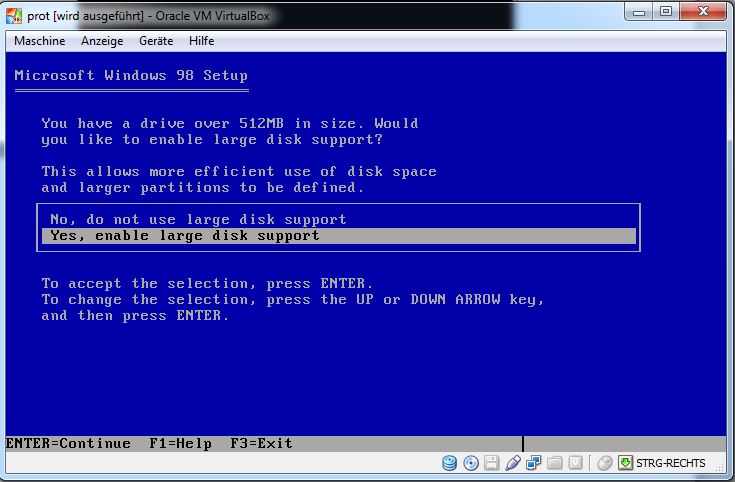 prot [wird ausgeführt] - Oracle VM VirtualBox
Maschine Anzeige Geräte Hilfe
Microsoft Windows 98 Setup
You have a drive over 512MB in size. Would
you like to enable large disk support?
This allows more efficient use of disk space
and larger partitions to be defined.
No, do not use large disk support
Yes, enable large disk support
To accept the selection, press ENTER.
To change the selection, press the UP or DOWN ARROW key,
and then press ENTER.
ENTER=Continue F1=Help F3=Exit
STRG-RECHTS